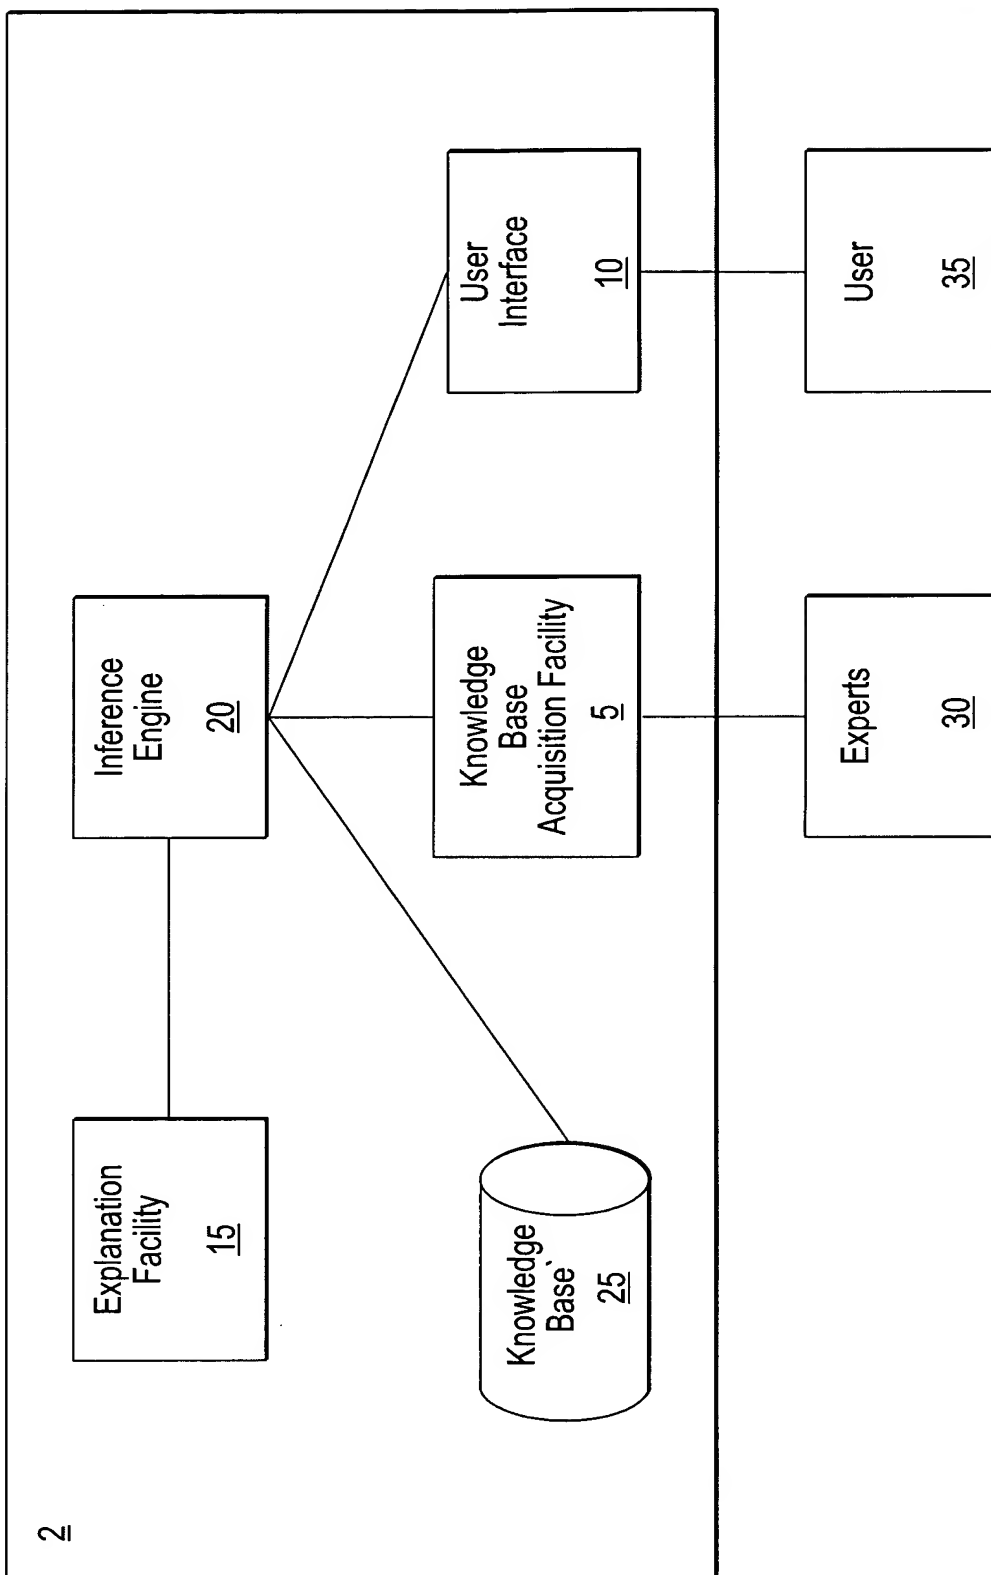 2
Explanation
Facility
15
Inference
Engine
20
Knowledge
Base`
25
Knowledge
Base
Acquisition Facility
5
User
Interface
10
Experts
30
User
35